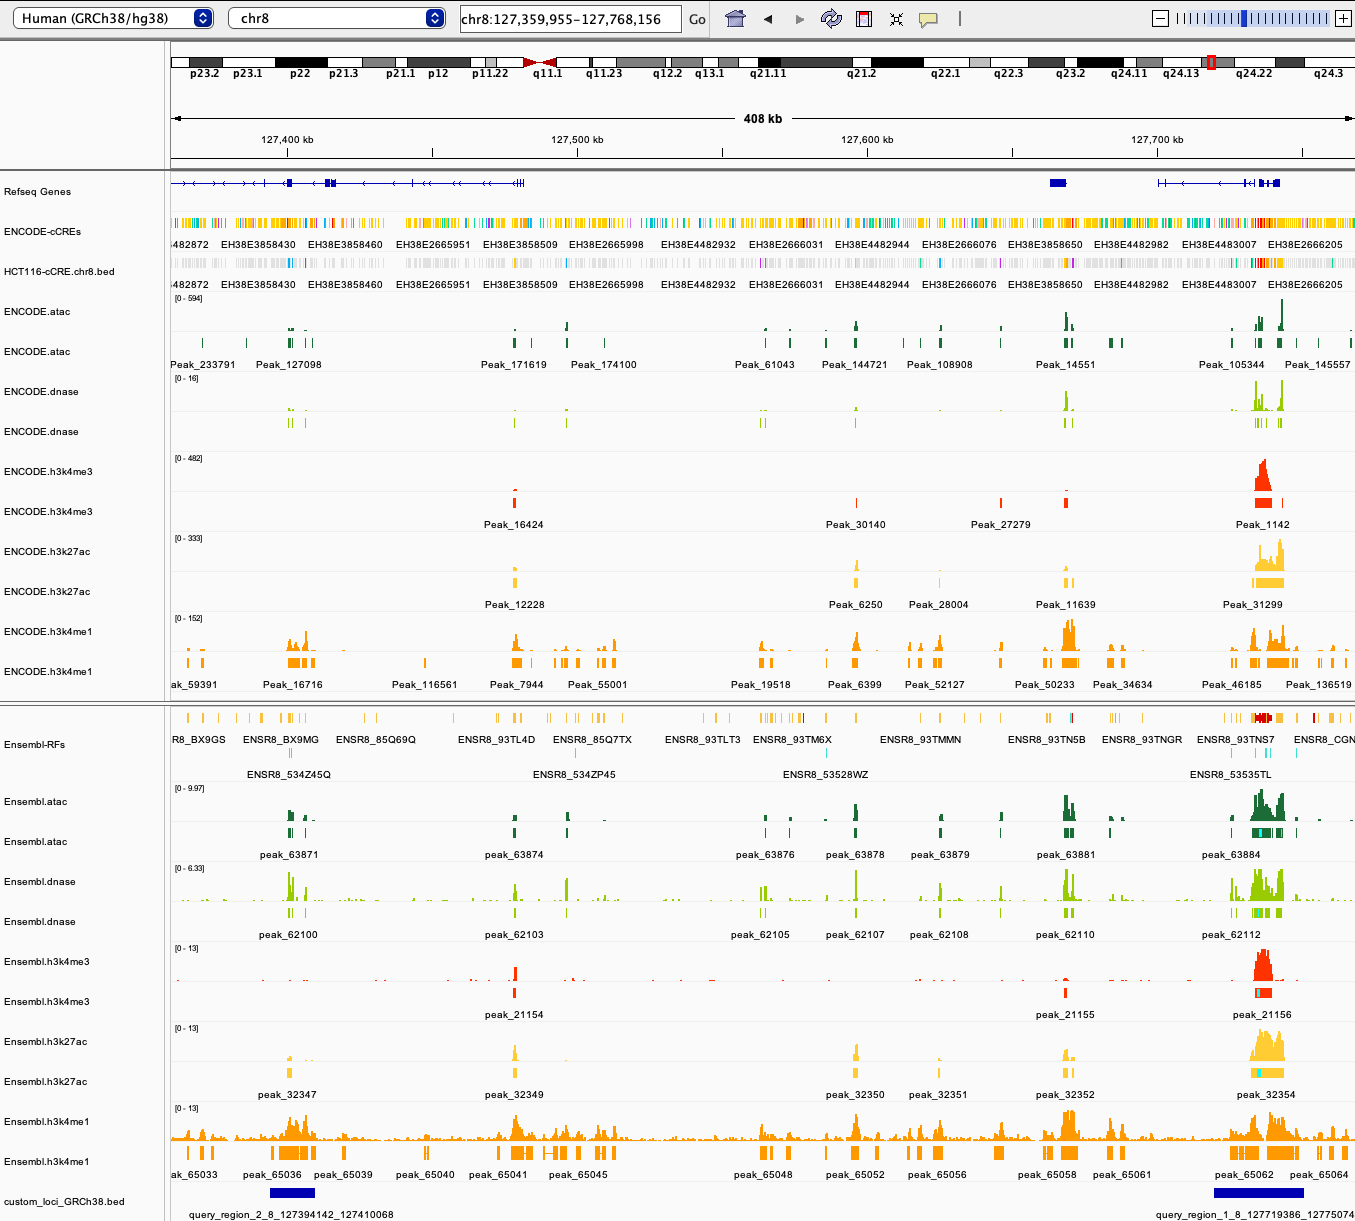 Human (GRCh38/hg38) chr8 chr8:127,359,955-127,768,156 Go
p23.2 p23.1 p22 p21.3 p21.1 p12 p11.22 q11.1 q11.23 q12.2 q13.1 q21.11 q21.2 q22.1 q22.3 q23.2 q24.11 q24.13 q24.22 q24.3
408 kb
127,400 kb 127,500 kb 127,600 kb 127,700 kb
Refseq Genes
ENCODE-cCREs
482872 EH38E3858430 EH38E3858460 EH38E2665951 EH38E3858509 EH38E2665998 EH38E4482932 EH38E2666031 EH38E4482944 EH38E2666076 EH38E3858650 EH38E4482982 EH38E4483007 EH38E2666205
HCT116-cCRE.chr8.bed
482872 EH38E3858430 EH38E3858460 EH38E2665951 EH38E3858509 EH38E2665998 EH38E4482932 EH38E2666031 EH38E4482944 EH38E2666076 EH38E3858650 EH38E4482982 EH38E4483007 EH38E2666205
[0 - 594]
ENCODE.atac
ENCODE.atac
Peak_233791 Peak_127098 Peak_171619 Peak_174100 Peak_61043 Peak_144721 Peak_108908 Peak_14551 Peak_105344 Peak_145557
[0 - 16]
ENCODE.dnase
ENCODE.dnase
[0 - 482]
ENCODE.h3k4me3
ENCODE.h3k4me3
Peak_16424 Peak_30140 Peak_27279 Peak_1142
[0 - 333]
ENCODE.h3k27ac
ENCODE.h3k27ac
Peak_12228 Peak_6250 Peak_28004 Peak_11639 Peak_31299
[0 - 152]
ENCODE.h3k4me1
ENCODE.h3k4me1
ak_59391 Peak_16716 Peak_116561 Peak_7944 Peak_55001 Peak_19518 Peak_6399 Peak_52127 Peak_50233 Peak_34634 Peak_46185 Peak_136519
Ensembl-RFs
R8_BX9GS ENSR8_BX9MG ENSR8_85Q69Q ENSR8_93TL4D ENSR8_85Q7TX ENSR8_93TLT3 ENSR8_93TM6X ENSR8_93TMMN ENSR8_93TN5B ENSR8_93TNGR ENSR8_93TNS7 ENSR8_CGN
ENSR8_534Z45Q ENSR8_534ZP45 ENSR8_53528WZ ENSR8_53535TL
[0 - 9.97]
Ensembl.atac
Ensembl.atac
peak_63871 peak_63874 peak_63876 peak_63878 peak_63879 peak_63881 peak_63884
[0 - 6.33]
Ensembl.dnase
Ensembl.dnase
peak_62100 peak_62103 peak_62105 peak_62107 peak_62108 peak_62110 peak_62112
[0 - 13]
Ensembl.h3k4me3
Ensembl.h3k4me3
peak_21154 peak_21155 peak_21156
[0 - 13]
Ensembl.h3k27ac
Ensembl.h3k27ac
peak_32347 peak_32349 peak_32350 peak_32351 peak_32352 peak_32354
[0 - 13]
Ensembl.h3k4me1
Ensembl.h3k4me1
ak_65033 peak_65036 peak_65039 peak_65040 peak_65041 peak_65045 peak_65048 peak_65052 peak_65056 peak_65058 peak_65061 peak_65062 peak_65064
custom_loci_GRCh38.bed
query_region_2_8_127394142_127410068 query_region_1_8_127719386_12775074